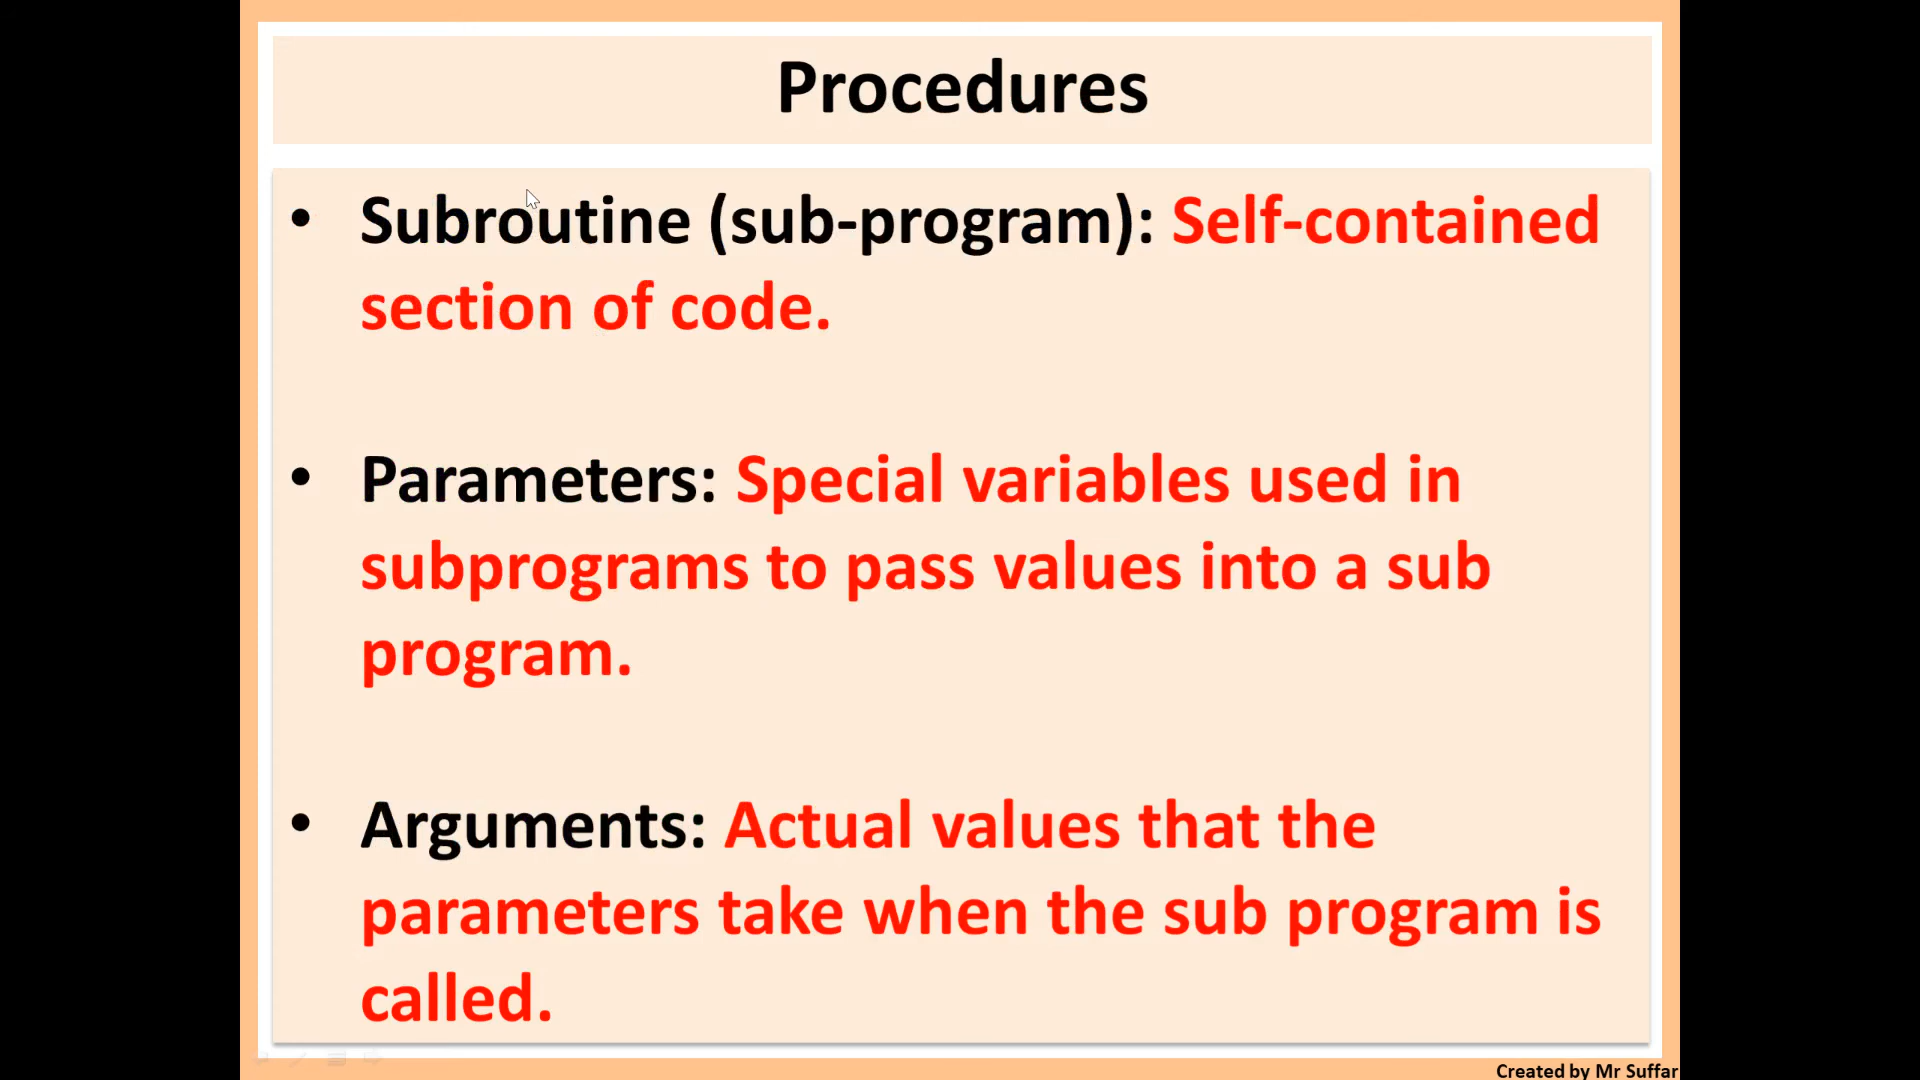 Procedures
• Subroutine (sub-program): Self-contained
section of code.
• Parameters: Special variables used in
subprograms to pass values into a sub
program.
• Arguments: Actual values that the
parameters take when the sub program is
called.
Created by Mr Suffar